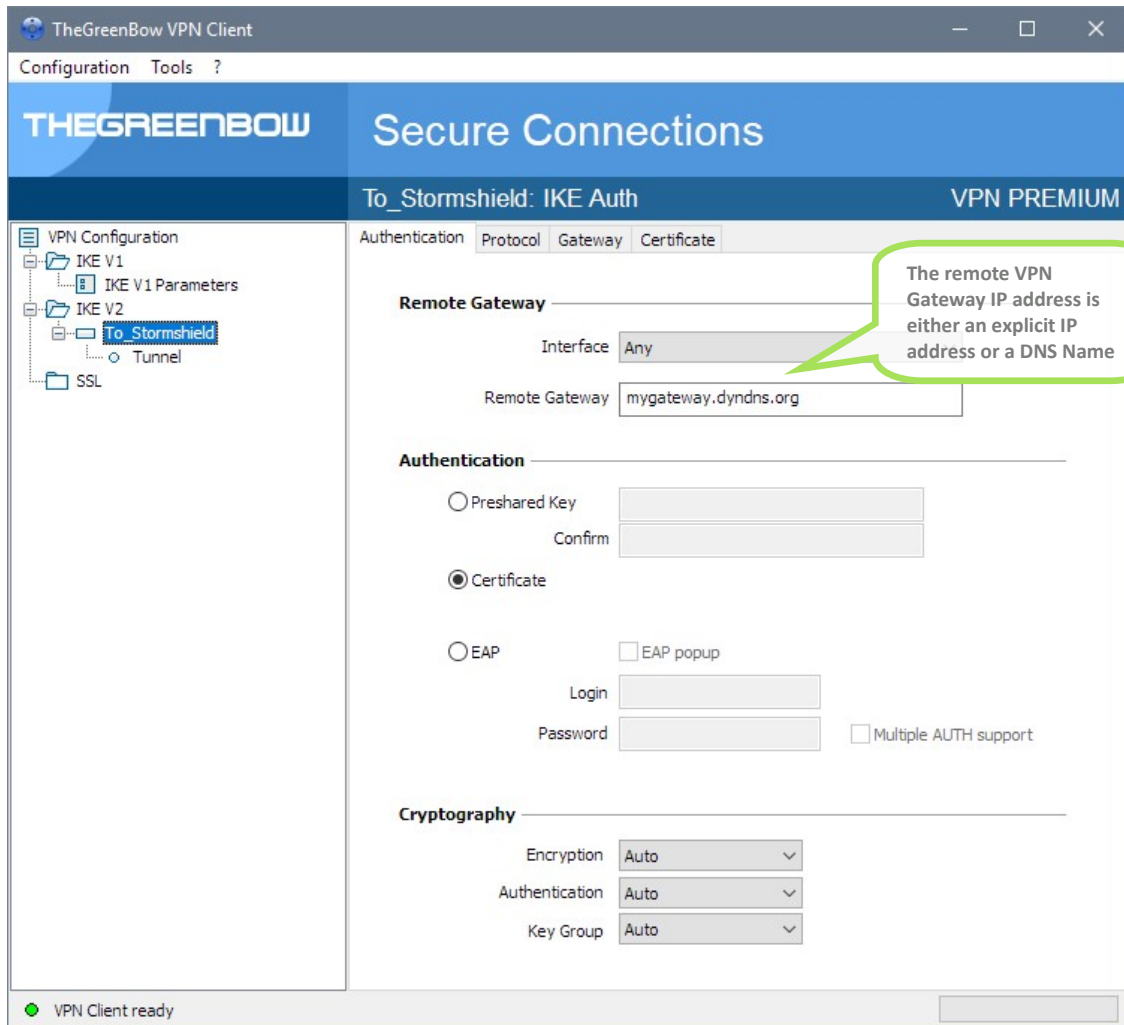 TheGreenBow VPN Client
Configuration Tools ?
THEGREENBOW
Secure Connections
To_Stormshield: IKE Auth
VPN PREMIUM
VPN Configuration
IKE V1
IKE V1 Parameters
IKE V2
To_Stormshield
Tunnel
SSL
Authentication Protocol Gateway Certificate
The remote VPN
Gateway IP address is
either an explicit IP
address or a DNS Name
Remote Gateway
Interface Any
Remote Gateway mygateway.dyndns.org
Authentication
Preshared Key
Confirm
Certificate
EAP EAP popup
Login
Password Multiple AUTH support
Cryptography
Encryption Auto
Authentication Auto
Key Group Auto
VPN Client ready